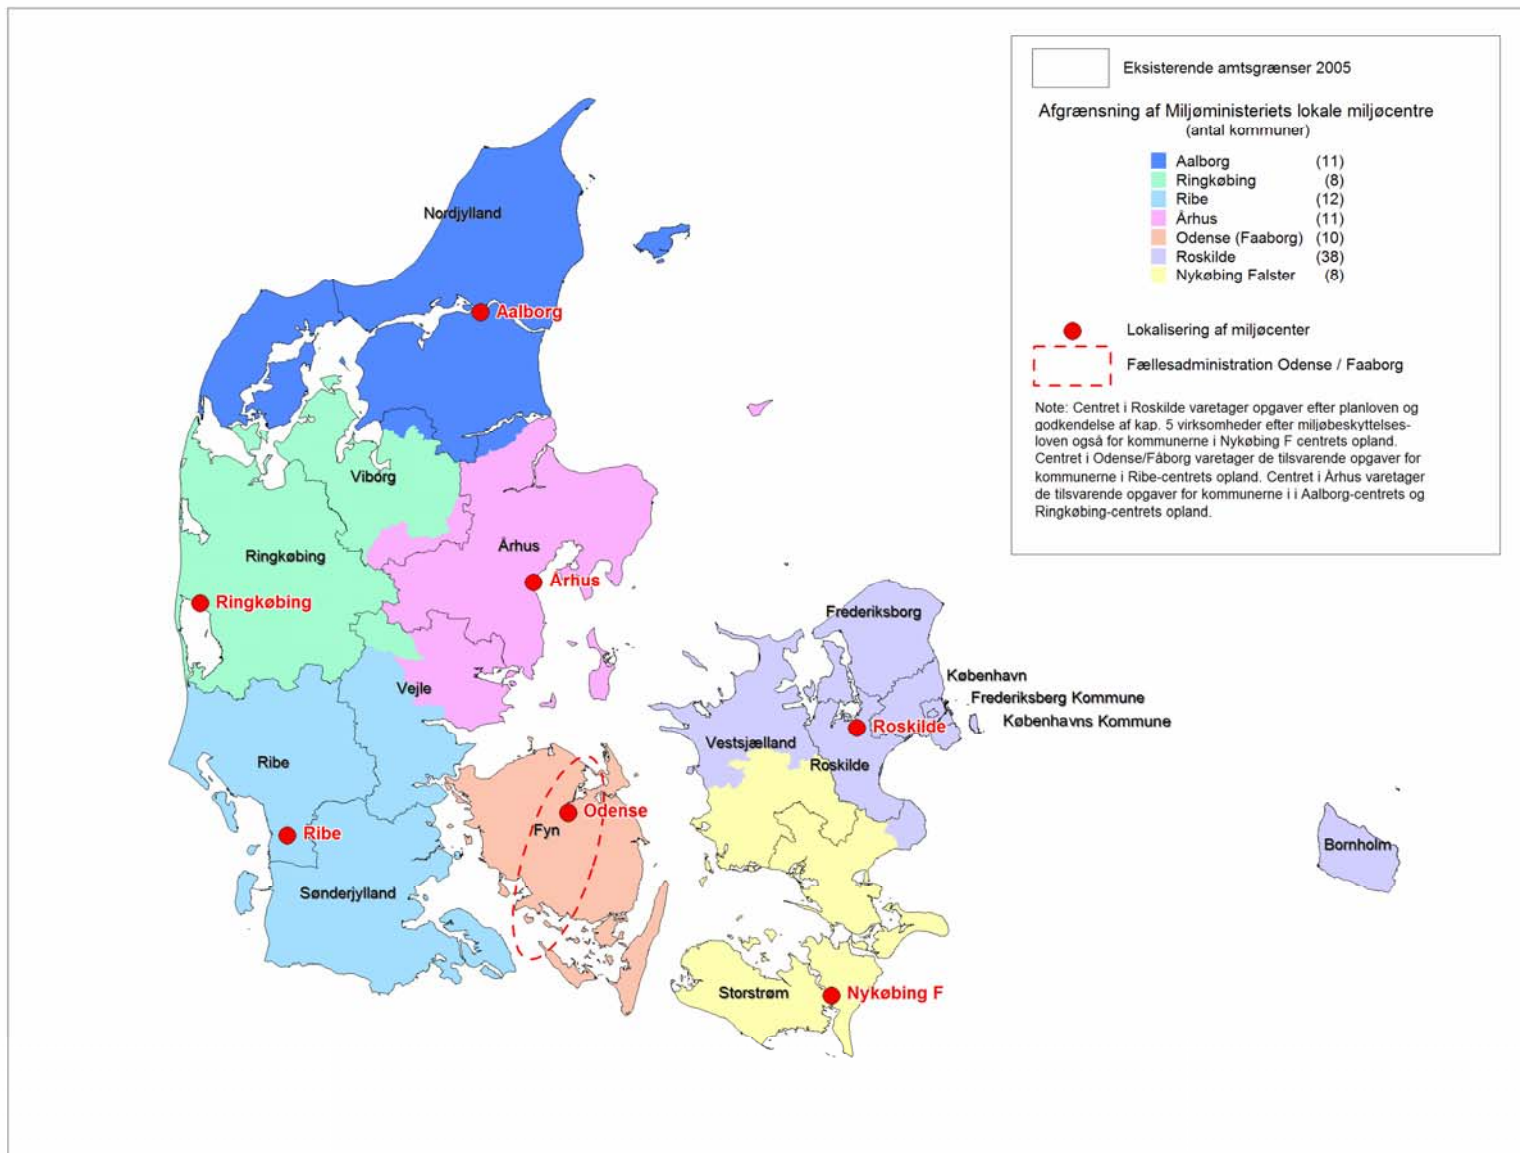 Eksisterende amtsgrænser 2005
Afgrænsning af Miljøministeriets lokale miljøcentre
(antal kommuner)
Aalborg (11)
Ringkøbing (8)
Ribe (12)
Århus (11)
Odense (Faaborg) (10)
Roskilde (38)
Nykøbing Falster (8)
Lokalisering af miljøcenter
Fællesadministration Odense / Faaborg
Note: Centret i Roskilde varetager opgaver efter planloven og
godkendelse af kap. 5 virksomheder efter miljøbeskyttelses-
loven også for kommunerne i Nykøbing F centrets opland.
Centret i Odense/Fåborg varetager de tilsvarende opgaver for
kommunerne i Ribe-centrets opland. Centret i Århus varetager
de tilsvarende opgaver for kommunerne i i Aalborg-centrets og
Ringkøbing-centrets opland.
Nordjylland
Aalborg
Viborg
Århus
Ringkøbing
Århus
Ringkøbing
Frederiksborg
København
Vejle
Frederiksberg Kommune
Københavns Kommune
Roskilde
Vestsjælland
Ribe
Roskilde
Odense
Fyn
Ribe
Bornholm
Sønderjylland
Storstrøm
Nykøbing F